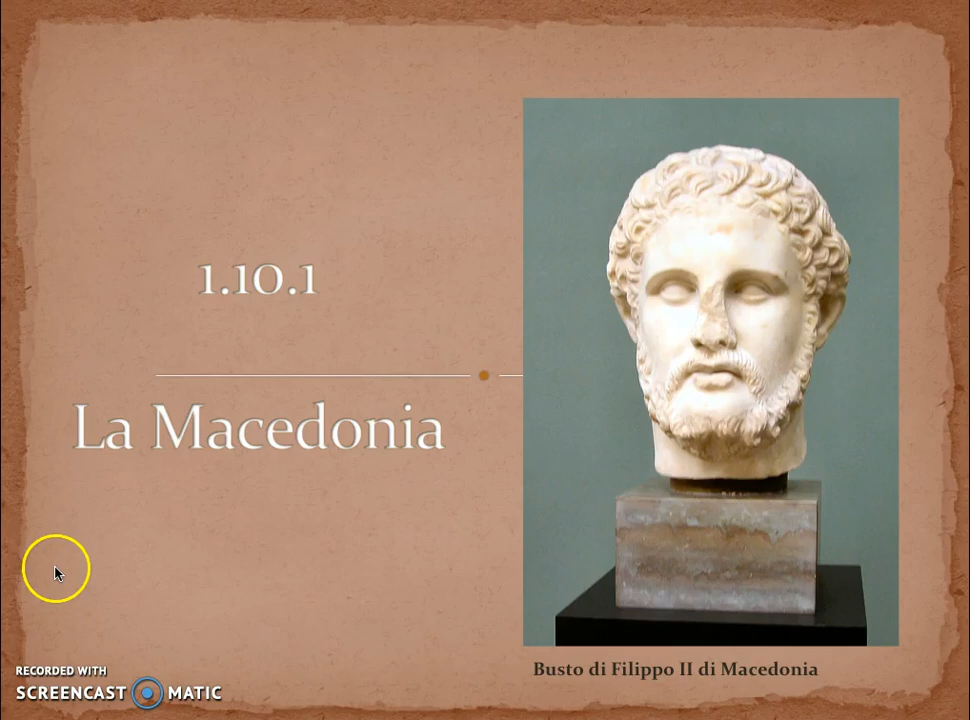 1.10.1
La Macedonia
Busto di Filippo II di Macedonia
RECORDED WITH
SCREENCAST MATIC